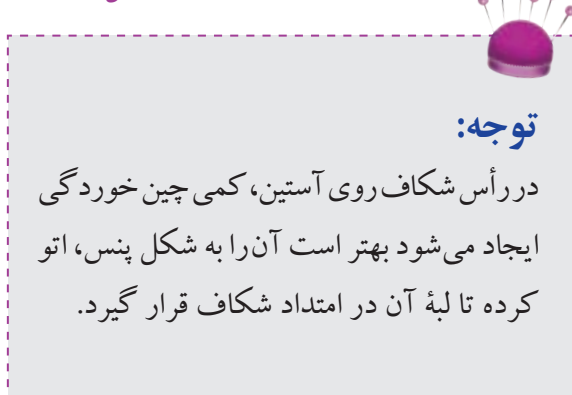 توجه:
در رأس شکاف روی آستین، کمی چین خوردگی
ایجاد می‌شود بهتر است آن را به شکل پنس، اتو
کرده تا لبهٔ آن در امتداد شکاف قرار گیرد.